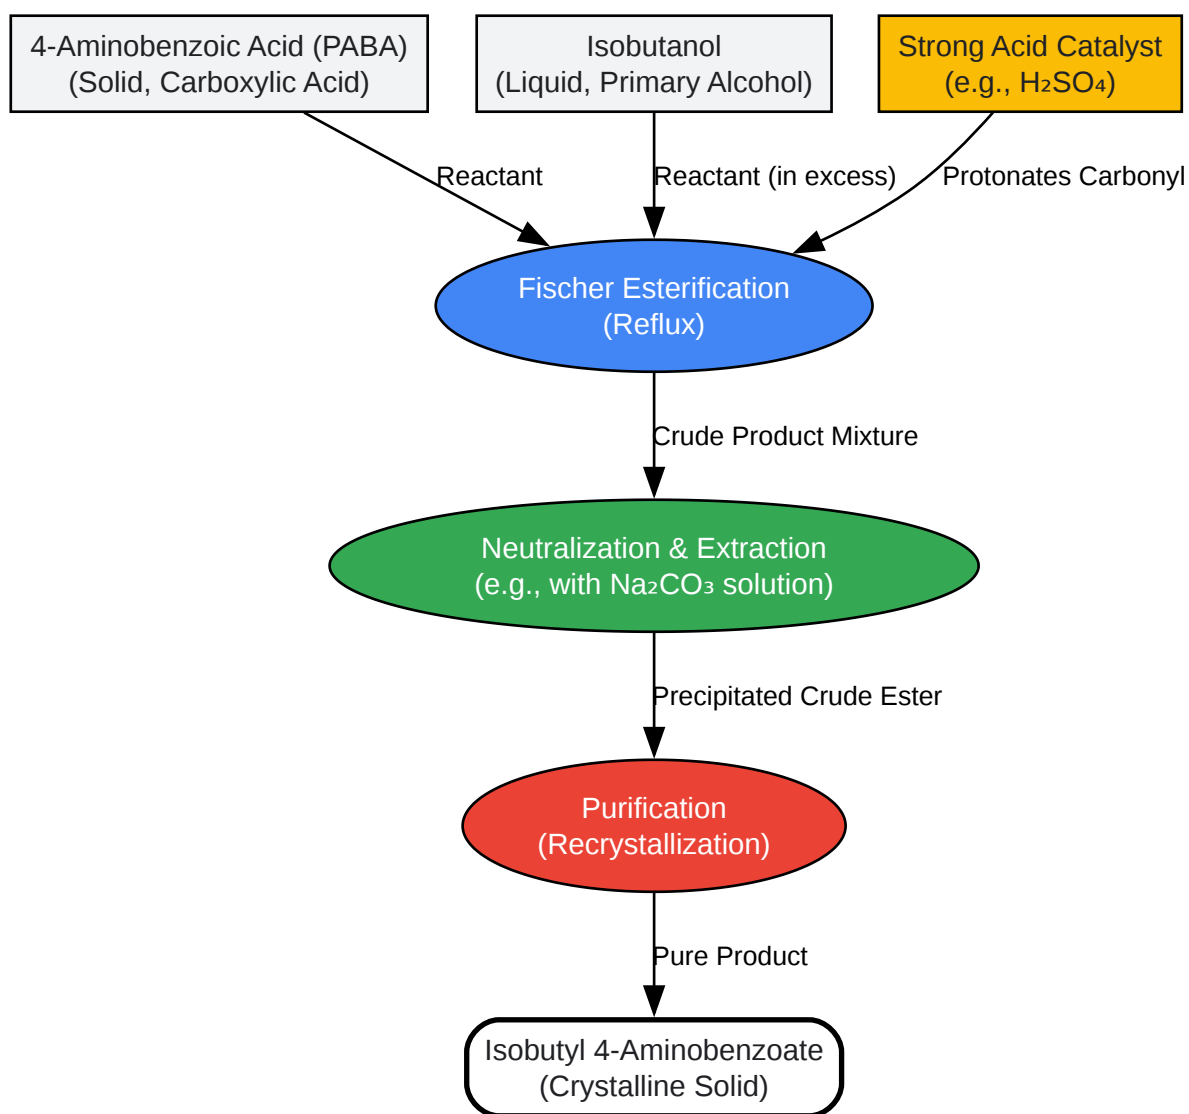 4-Aminobenzoic Acid (PABA)
(Solid, Carboxylic Acid)
Isobutanol
(Liquid, Primary Alcohol)
Strong Acid Catalyst
(e.g., H₂SO₄)
Reactant
Reactant (in excess)
Protonates Carbonyl
Fischer Esterification
(Reflux)
Crude Product Mixture
Neutralization & Extraction
(e.g., with Na₂CO₃ solution)
Precipitated Crude Ester
Purification
(Recrystallization)
Pure Product
Isobutyl 4-Aminobenzoate
(Crystalline Solid)